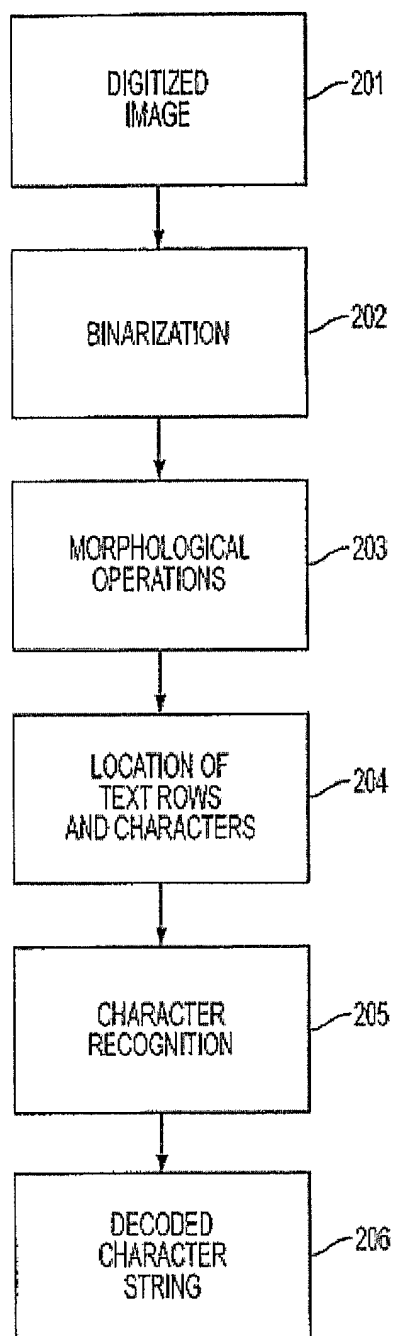 DIGITIZED
IMAGE
201
BINARIZATION
202
MORPHOLOGICAL
OPERATIONS
203
LOCATION OF
TEXT ROWS
AND CHARACTERS
204
CHARACTER
RECOGNITION
205
DECODED
CHARACTER
STRING
206